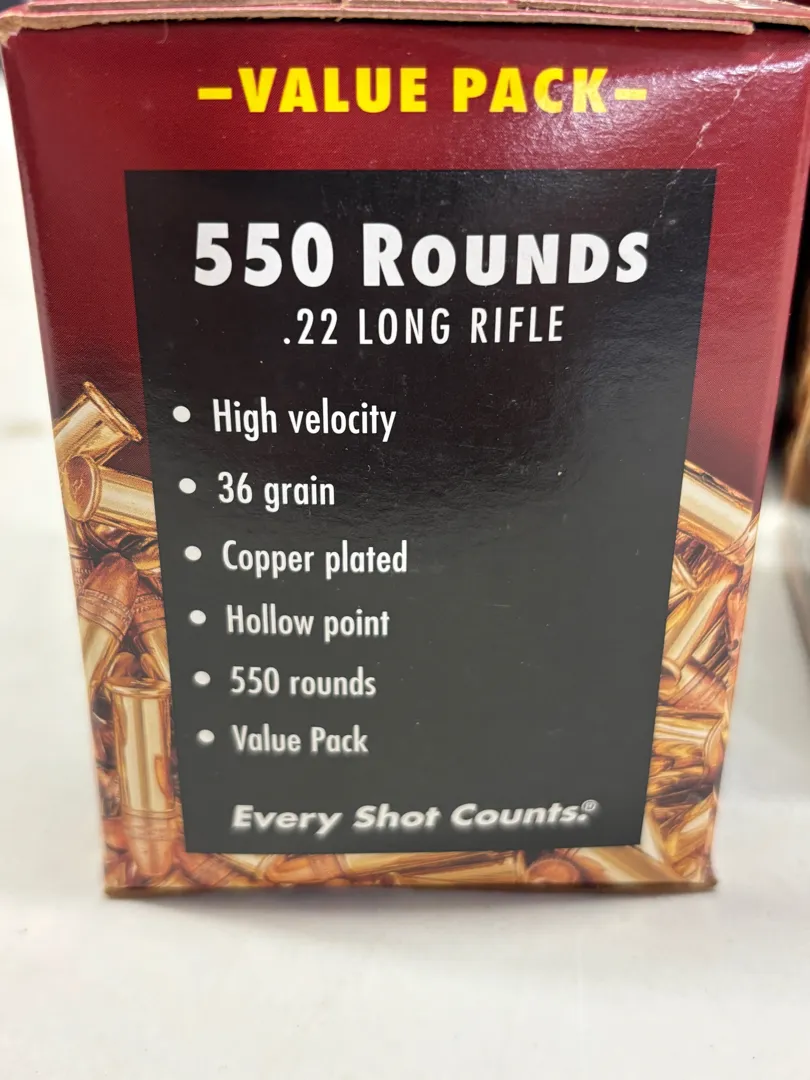 –VALUE PACK–
550 ROUNDS
.22 LONG RIFLE
• High velocity
• 36 grain
• Copper plated
• Hollow point
• 550 rounds
• Value Pack
Every Shot Counts.®